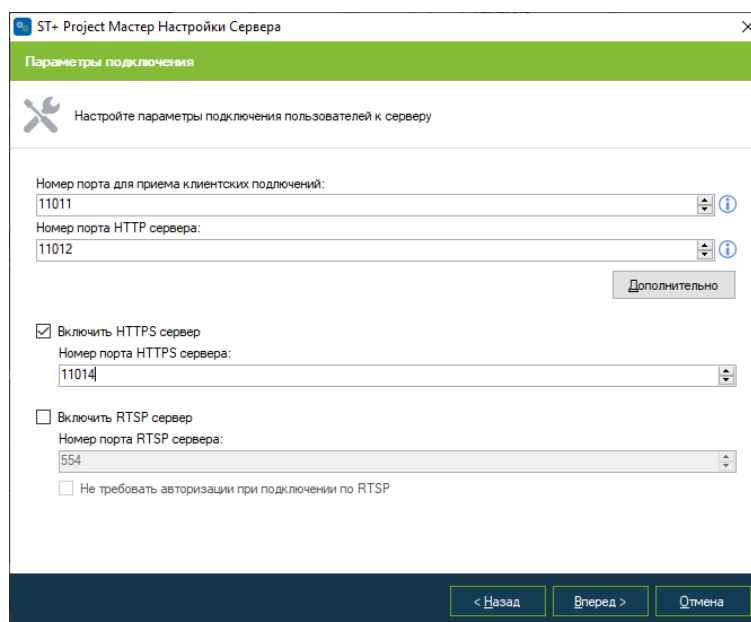 ST+ Project Мастер Настройки Сервера
Параметры подключения
Настройте параметры подключения пользователей к серверу
Номер порта для приема клиентских подлючений:
11011
Номер порта HTTP сервера:
11012
Дополнительно
Включить HTTPS сервер
Номер порта HTTPS сервера:
11014
Включить RTSP сервер
Номер порта RTSP сервера:
554
Не требовать авторизации при подключении по RTSP
< Назад Вперед > Отмена